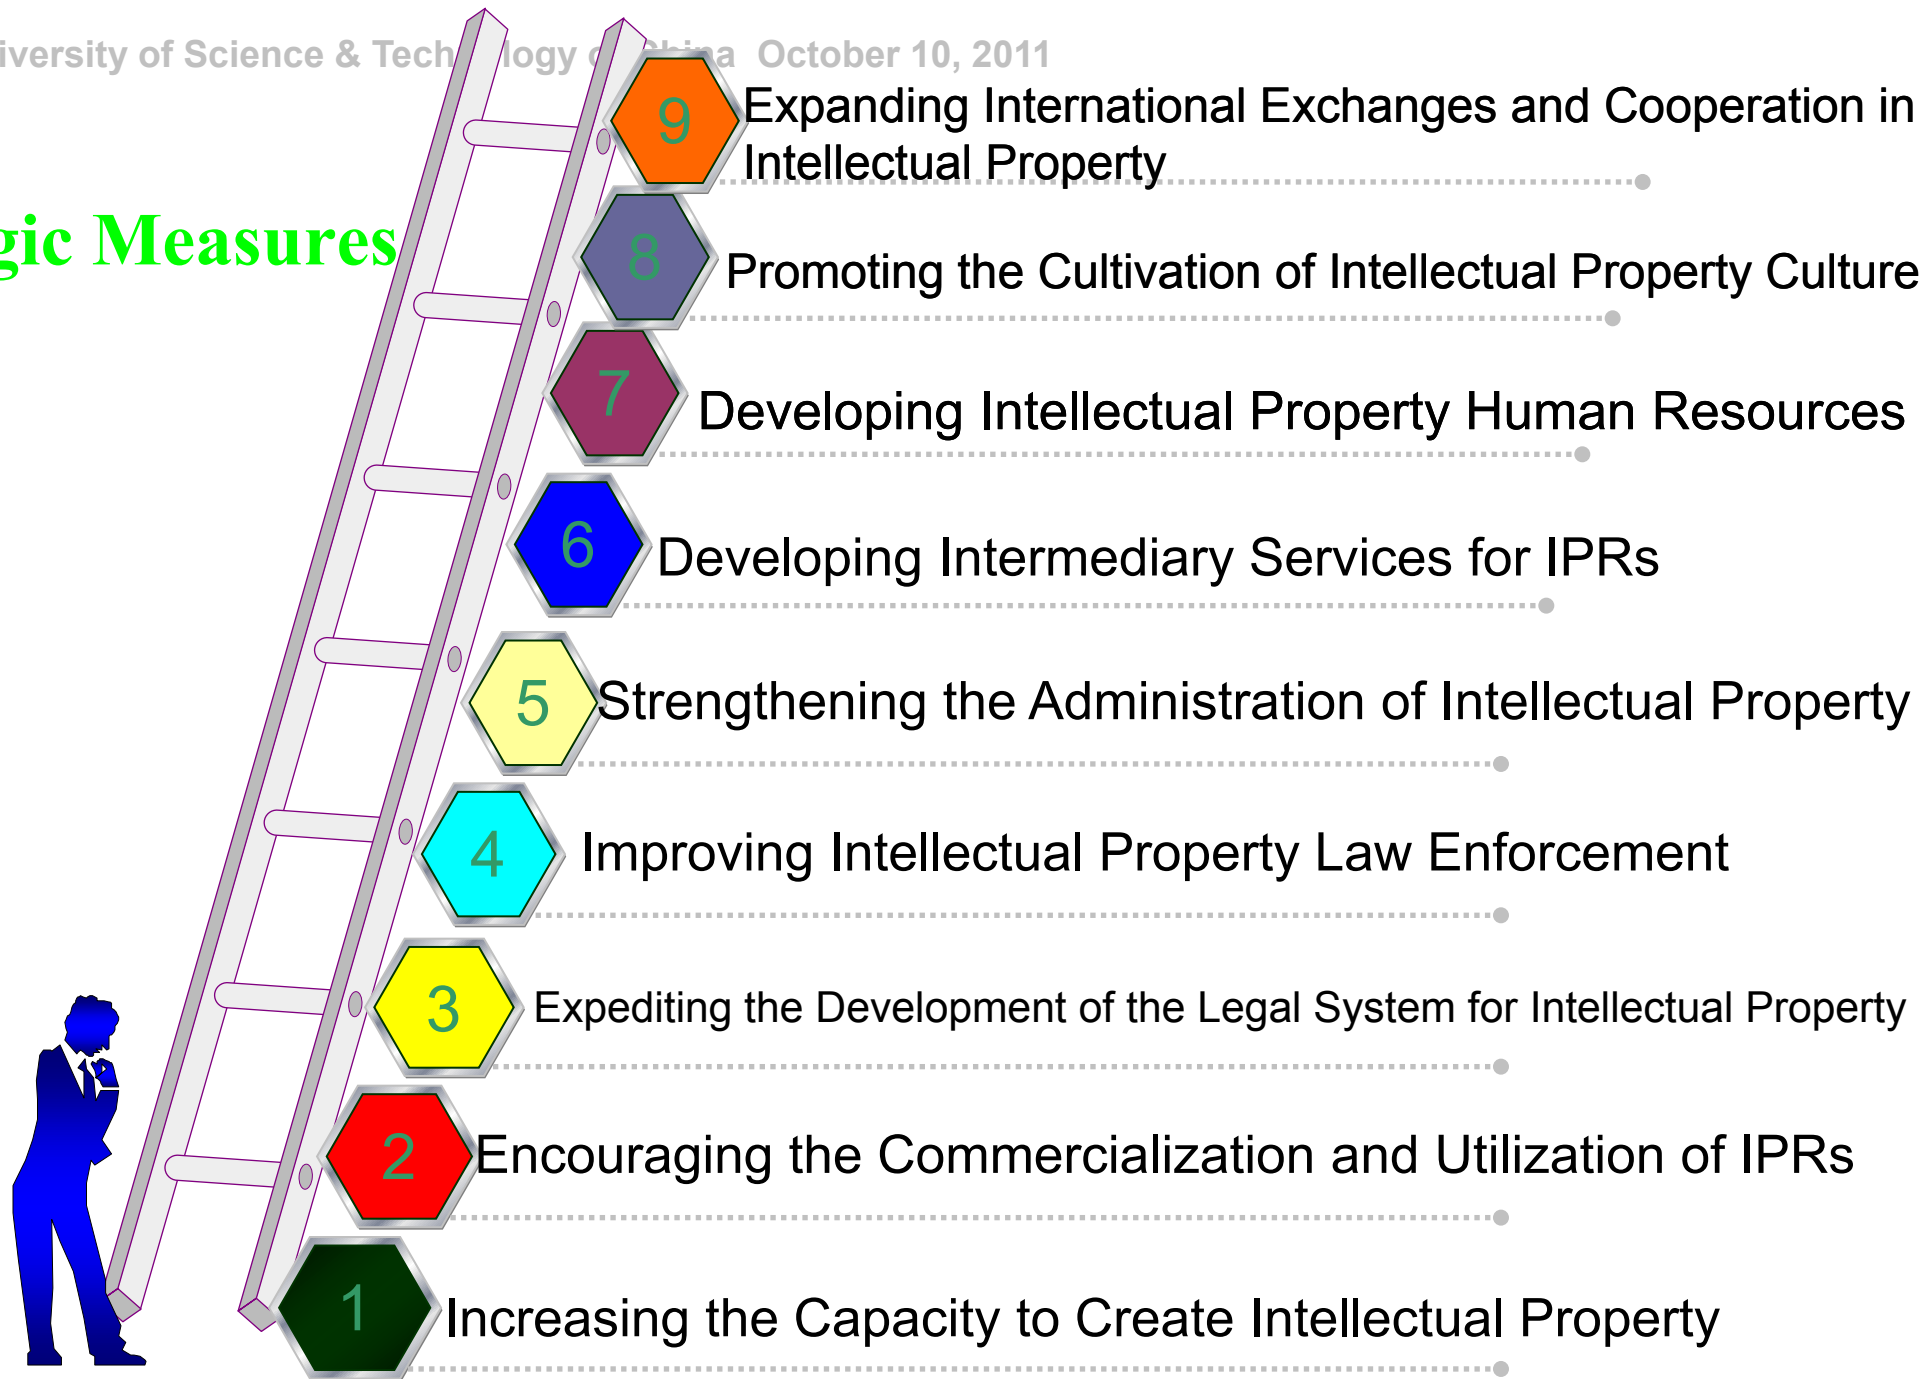 iversity of Science & Tech logy China October 10, 2011
9
Expanding International Exchanges and Cooperation in
Intellectual Property
gic Measures
8
Promoting the Cultivation of Intellectual Property Culture
7
Developing Intellectual Property Human Resources
6
Developing Intermediary Services for IPRs
5
Strengthening the Administration of Intellectual Property
4
Improving Intellectual Property Law Enforcement
3
Expediting the Development of the Legal System for Intellectual Property
2
Encouraging the Commercialization and Utilization of IPRs
1
Increasing the Capacity to Create Intellectual Property